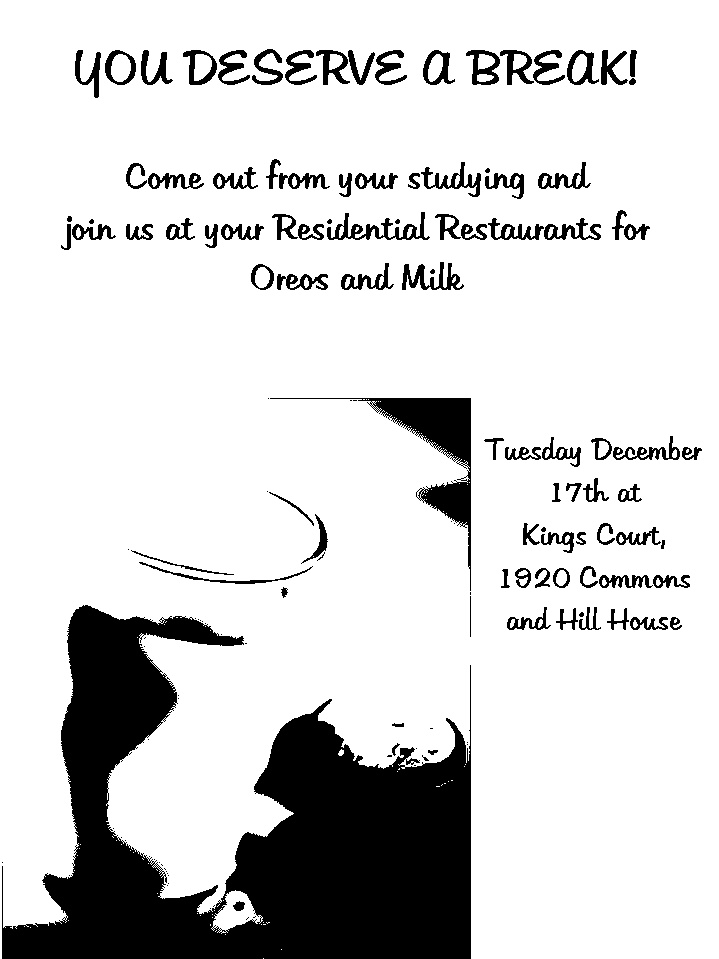 YOU DESERVE A BREAK!
Come out from your studying and
join us at your Residential Restaurants for
Oreos and Milk
Tuesday December
17th at
Kings Court,
1920 Commons
and Hill House